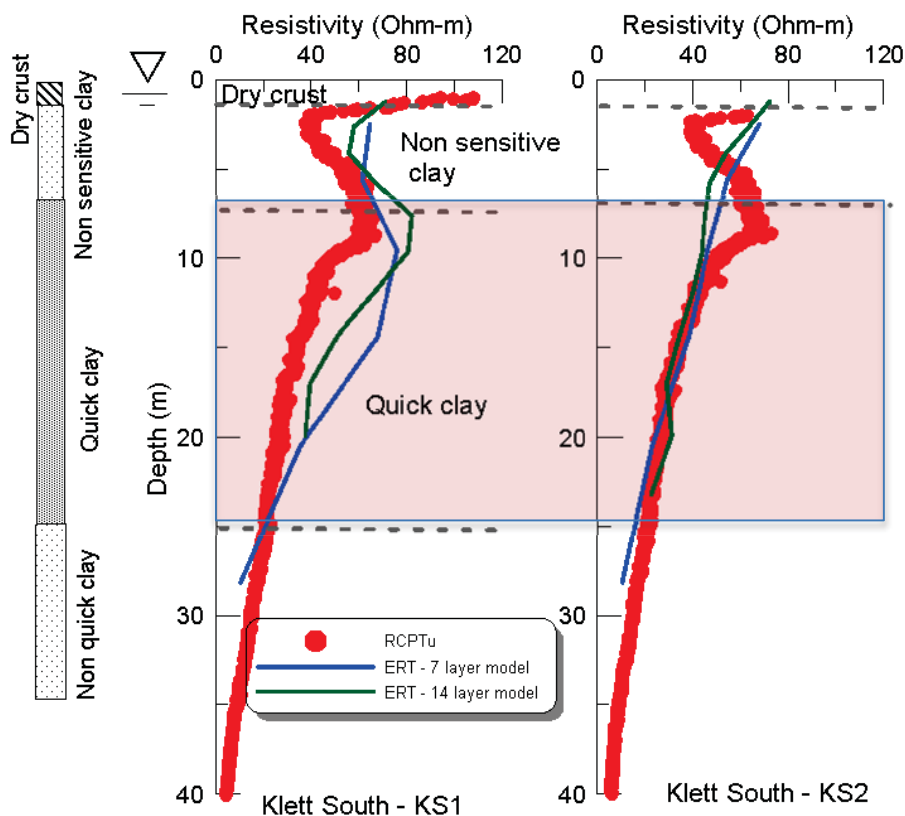 Resistivity (Ohm-m)
0 40 80 120
Resistivity (Ohm-m)
0 40 80 120
0
10
20
30
40
Depth (m)
0
10
20
30
40
Dry crust
Non sensitive clay
Quick clay
Non quick clay
Dry crust
Non sensitive
clay
Quick clay
RCPTu
ERT - 7 layer model
ERT - 14 layer model
Klett South - KS1
Klett South - KS2